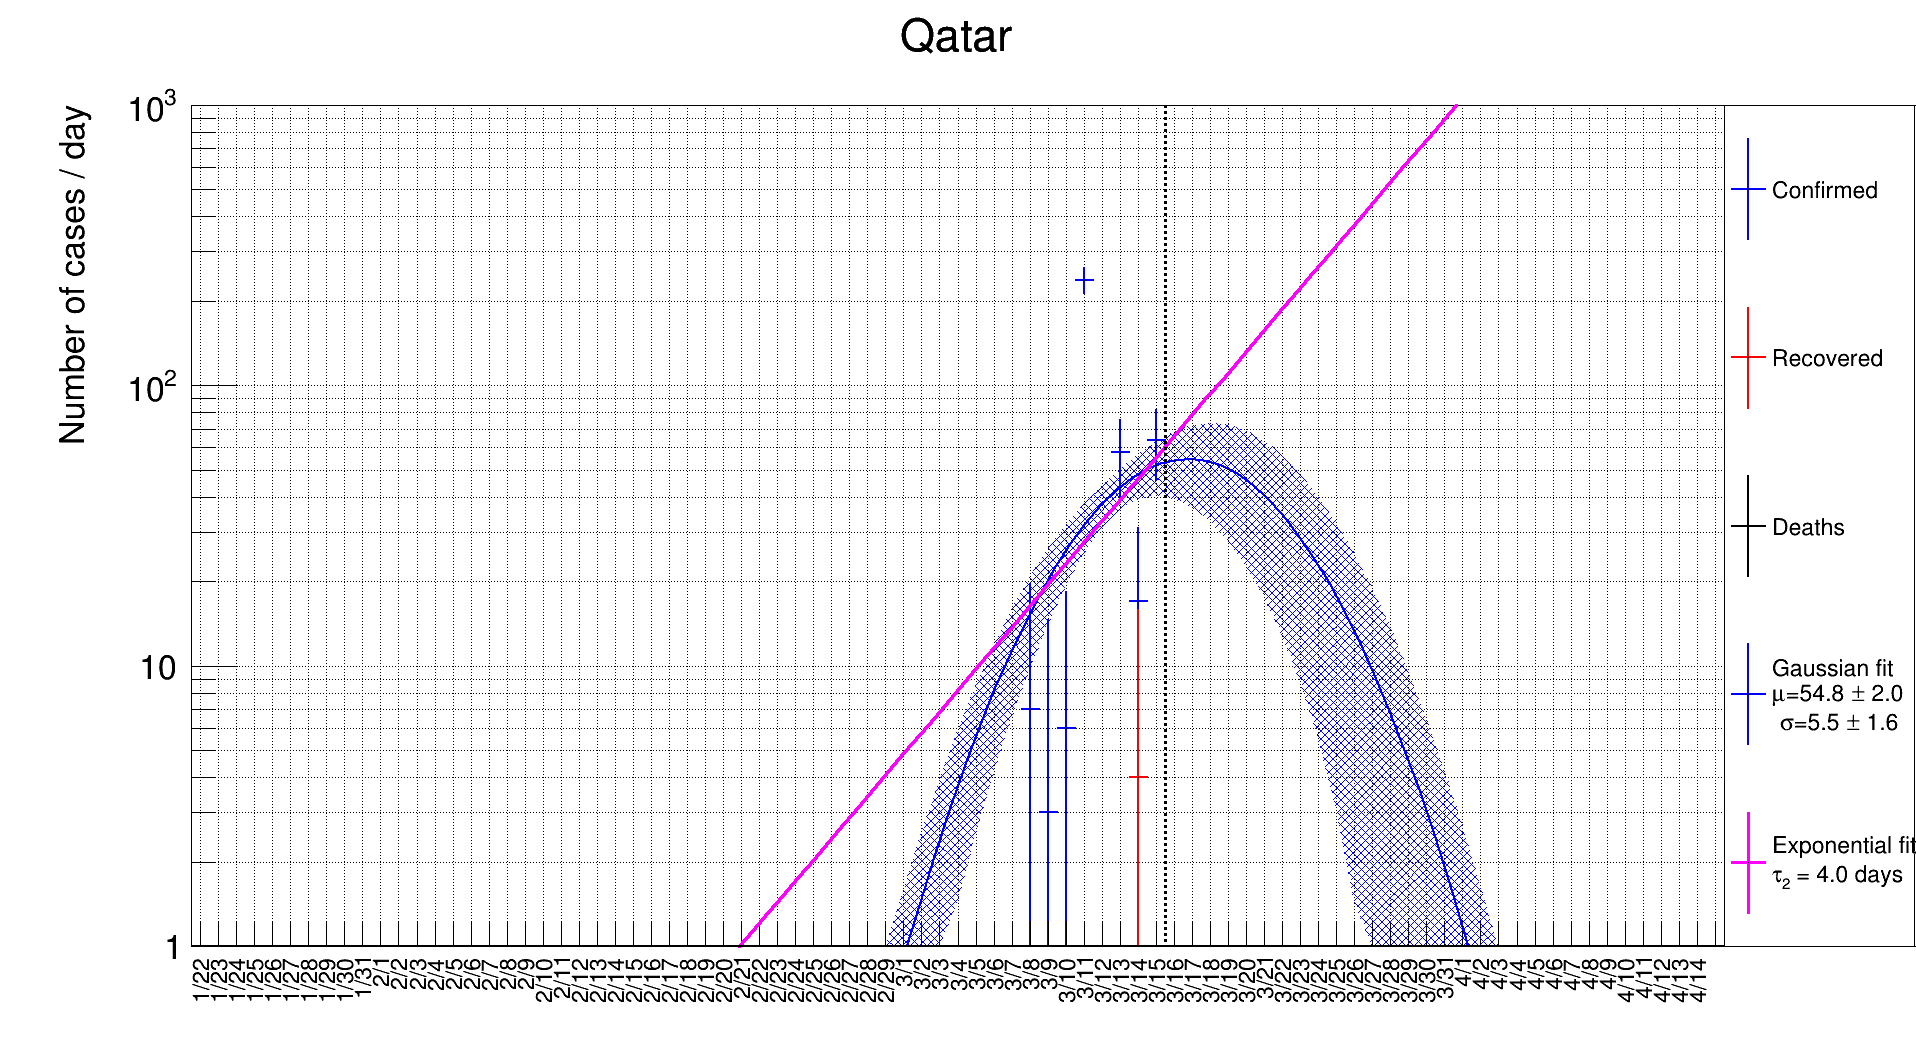 Qatar
Number of cases / day
10³
10²
10
1
1/22 1/23 1/24 1/25 1/26 1/27 1/28 1/29 1/30 1/31 2/1 2/2 2/3 2/4 2/5 2/6 2/7 2/8 2/9 2/10 2/11 2/12 2/13 2/14 2/15 2/16 2/17 2/18 2/19 2/20 2/21 2/22 2/23 2/24 2/25 2/26 2/27 2/28 2/29 3/1 3/2 3/3 3/4 3/5 3/6 3/7 3/8 3/9 3/10 3/11 3/12 3/13 3/14 3/15 3/16 3/17 3/18 3/19 3/20 3/21 3/22 3/23 3/24 3/25 3/26 3/27 3/28 3/29 3/30 3/31 4/1 4/2 4/3 4/4 4/5 4/6 4/7 4/8 4/9 4/10 4/11 4/12 4/13 4/14
Confirmed
Recovered
Deaths
Gaussian fit
μ=54.8 ± 2.0
σ=5.5 ± 1.6
Exponential fit
τ₂ = 4.0 days